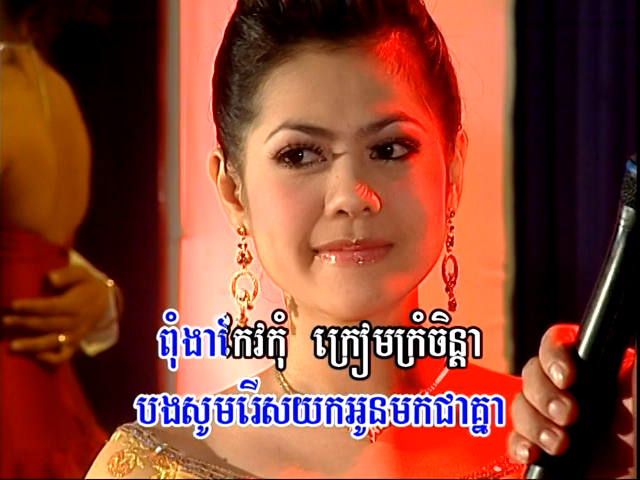 ពុំងាកែវកុំ ក្រៀមក្រំចិន្តា
បងសូមរើសយកអូនមកជាគ្នា